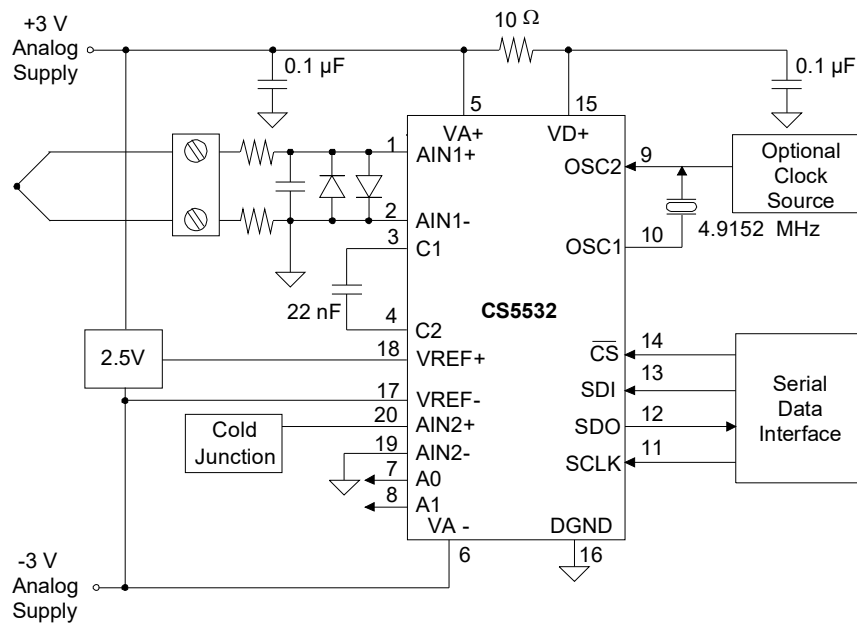 +3 V
Analog
Supply
10 Ω
0.1 µF
0.1 µF
5
15
VA+
VD+
1
AIN1+
2
AIN1-
3
C1
22 nF
4
C2
CS5532
OSC2
9
Optional
Clock
Source
4.9152 MHz
OSC1
10
2.5V
18
VREF+
17
VREF-
20
AIN2+
Cold
Junction
19
AIN2-
7
A0
8
A1
CS
14
SDI
13
SDO
12
SCLK
11
Serial
Data
Interface
VA -
DGND
6
16
-3 V
Analog
Supply